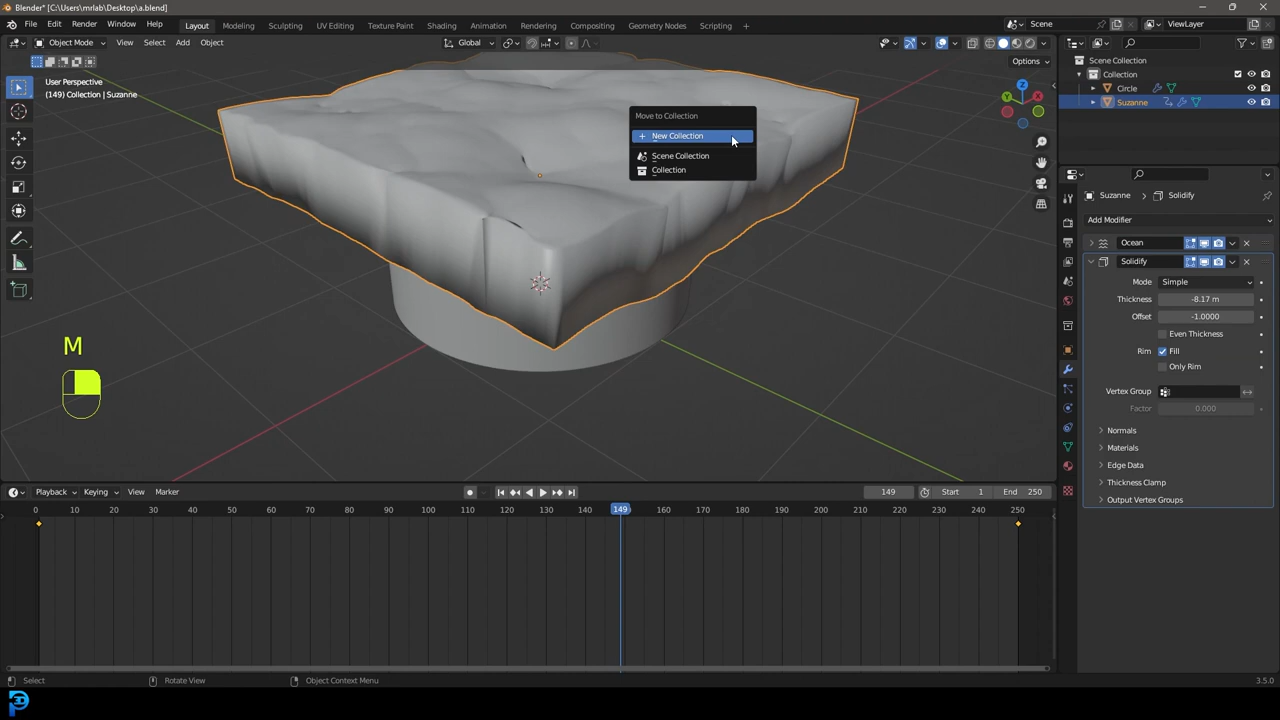 Blender* [C:\Users\mrlab\Desktop\a.blend]
File Edit Render Window Help Layout Modeling Sculpting UV Editing Texture Paint Shading Animation Rendering Compositing Geometry Nodes Scripting + Scene ViewLayer
Object Mode View Select Add Object Global
Options
User Perspective
(149) Collection | Suzanne
Z
Y
X
Move to Collection
New Collection
Scene Collection
Collection
M
Scene Collection
Collection
Circle
Suzanne
Suzanne > Solidify
Add Modifier
Ocean
Solidify
Mode Simple
Thickness -8.17 m
Offset -1.0000
Even Thickness
Rim Fill
Only Rim
Vertex Group
Factor 0.000
Normals
Materials
Edge Data
Thickness Clamp
Output Vertex Groups
Playback Keying View Marker 149 Start 1 End 250
0 10 20 30 40 50 60 70 80 90 100 110 120 130 140 149 160 170 180 190 200 210 220 230 240 250
Select Rotate View Object Context Menu 3.5.0